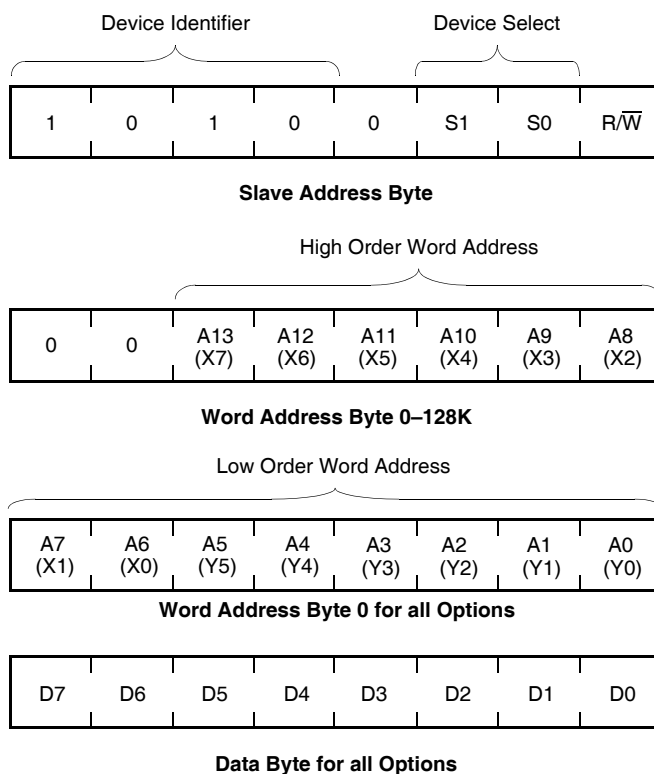 Device Identifier Device Select
1 0 1 0 0 S1 S0 R/W̅
Slave Address Byte
High Order Word Address
0 0 A13 A12 A11 A10 A9 A8
(X7) (X6) (X5) (X4) (X3) (X2)
Word Address Byte 0–128K
Low Order Word Address
A7 A6 A5 A4 A3 A2 A1 A0
(X1) (X0) (Y5) (Y4) (Y3) (Y2) (Y1) (Y0)
Word Address Byte 0 for all Options
D7 D6 D5 D4 D3 D2 D1 D0
Data Byte for all Options